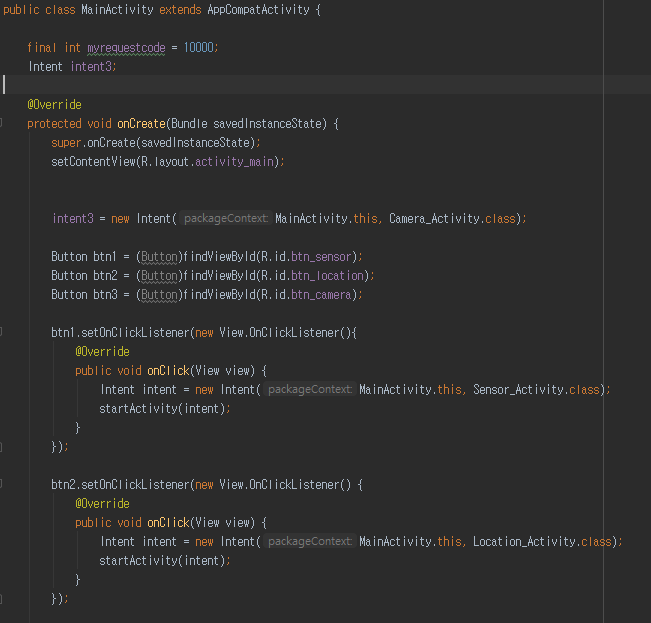 public class MainActivity extends AppCompatActivity {
final int myrequestcode = 10000;
Intent intent3;
@Override
protected void onCreate(Bundle savedInstanceState) {
super.onCreate(savedInstanceState);
setContentView(R.layout.activity_main);
intent3 = new Intent( packageContext: MainActivity.this, Camera_Activity.class);
Button btn1 = (Button)findViewById(R.id.btn_sensor);
Button btn2 = (Button)findViewById(R.id.btn_location);
Button btn3 = (Button)findViewById(R.id.btn_camera);
btn1.setOnClickListener(new View.OnClickListener(){
@Override
public void onClick(View view) {
Intent intent = new Intent( packageContext: MainActivity.this, Sensor_Activity.class);
startActivity(intent);
}
});
btn2.setOnClickListener(new View.OnClickListener() {
@Override
public void onClick(View view) {
Intent intent = new Intent( packageContext: MainActivity.this, Location_Activity.class);
startActivity(intent);
}
});